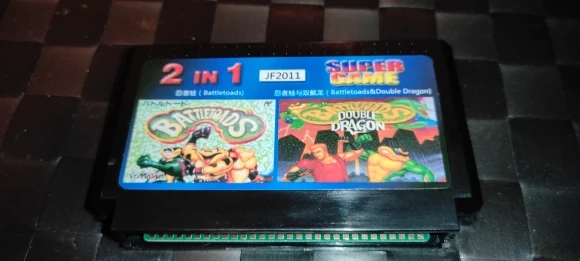 2 IN 1
JF2011
SUPER
GAME
忍者蛙（Battletoads)
忍者蛙与双截龙（Battletoads&Double Dragon)
バトルトード
BATTLETOADS
BATTLETOADS
DOUBLE
DRAGON